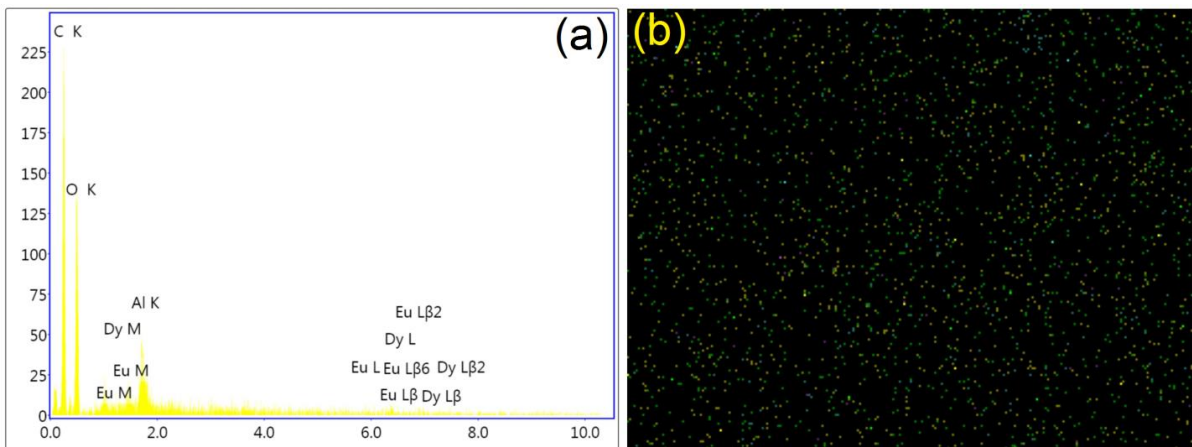 (a)
(b)
C K
225
200
175
150
O K
125
100
75
Al K
Eu Lβ2
Dy M
50
Dy L
Eu M
Eu L Eu Lβ6 Dy Lβ2
25
Eu M
Eu Lβ Dy Lβ
0
0.0 2.0 4.0 6.0 8.0 10.0